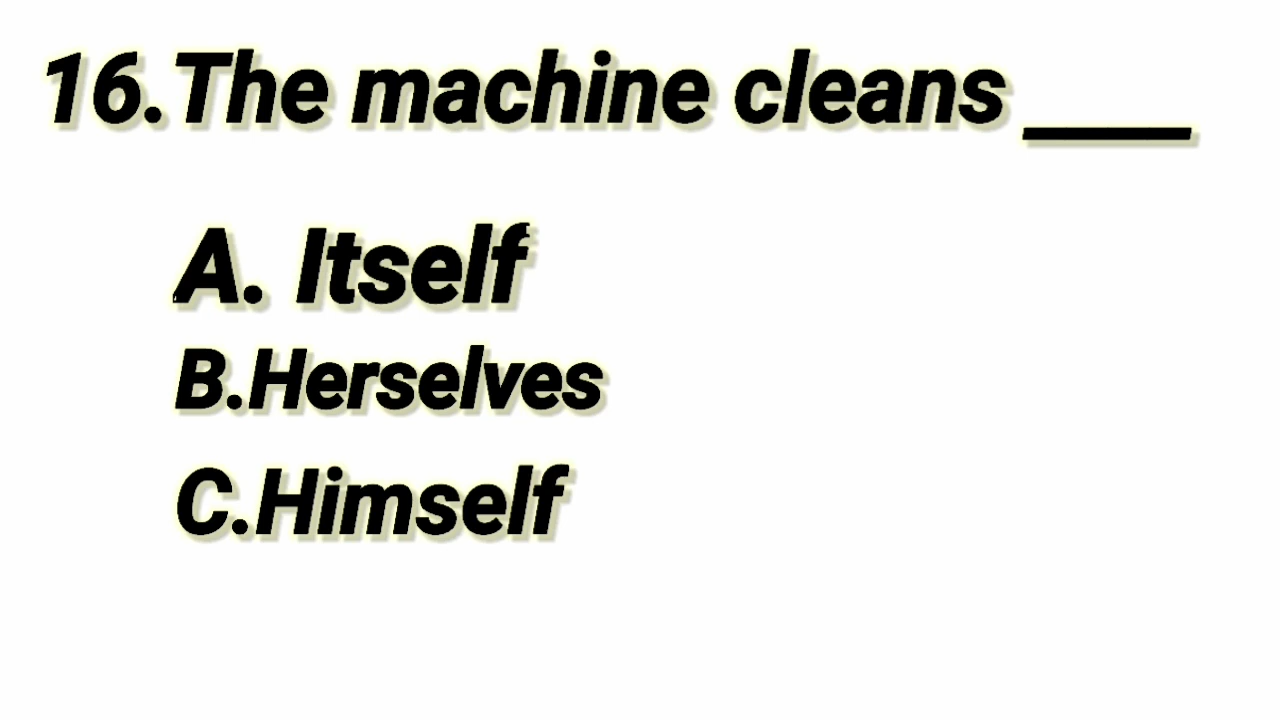 16.The machine cleans ____
A. Itself
B.Herselves
C.Himself